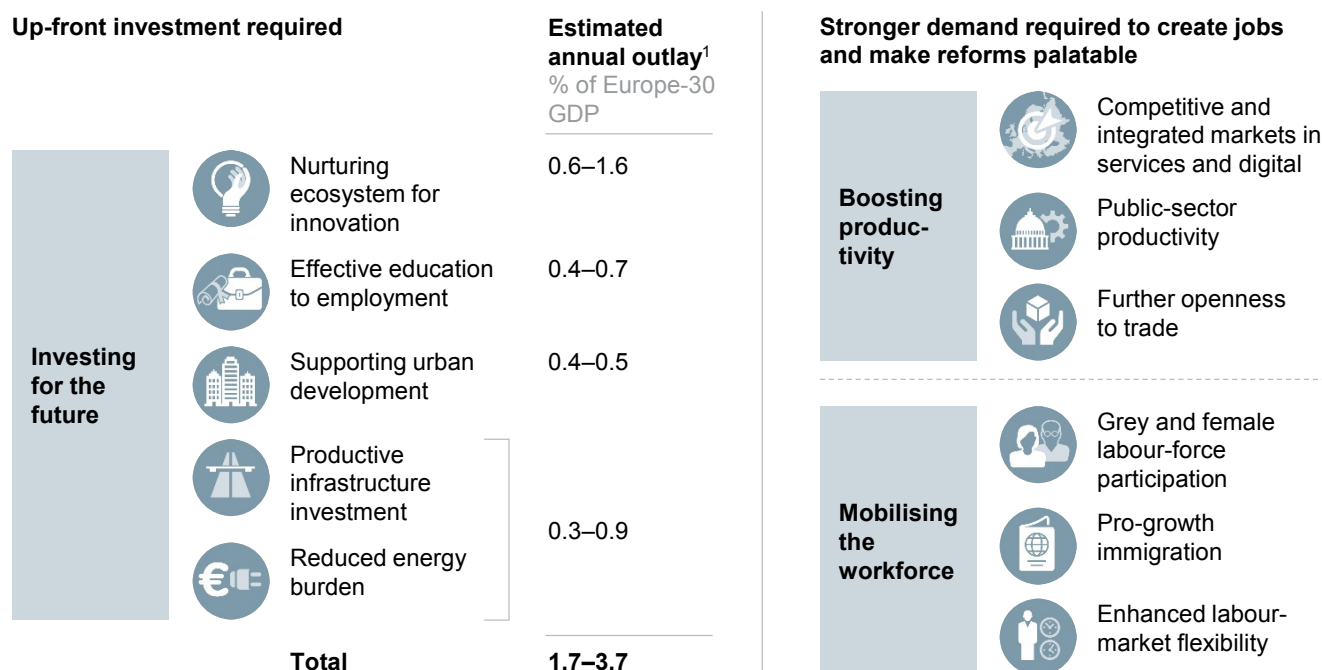 Up-front investment required
Estimated
annual outlay1
% of Europe-30
GDP
Investing
for the
future
Nurturing
ecosystem for
innovation
0.6–1.6
Effective education
to employment
0.4–0.7
Supporting urban
development
0.4–0.5
Productive
infrastructure
investment
Reduced energy
burden
0.3–0.9
Total
1.7–3.7
Stronger demand required to create jobs
and make reforms palatable
Boosting
produc-
tivity
Competitive and
integrated markets in
services and digital
Public-sector
productivity
Further openness
to trade
Mobilising
the
workforce
Grey and female
labour-force
participation
Pro-growth
immigration
Enhanced labour-
market flexibility